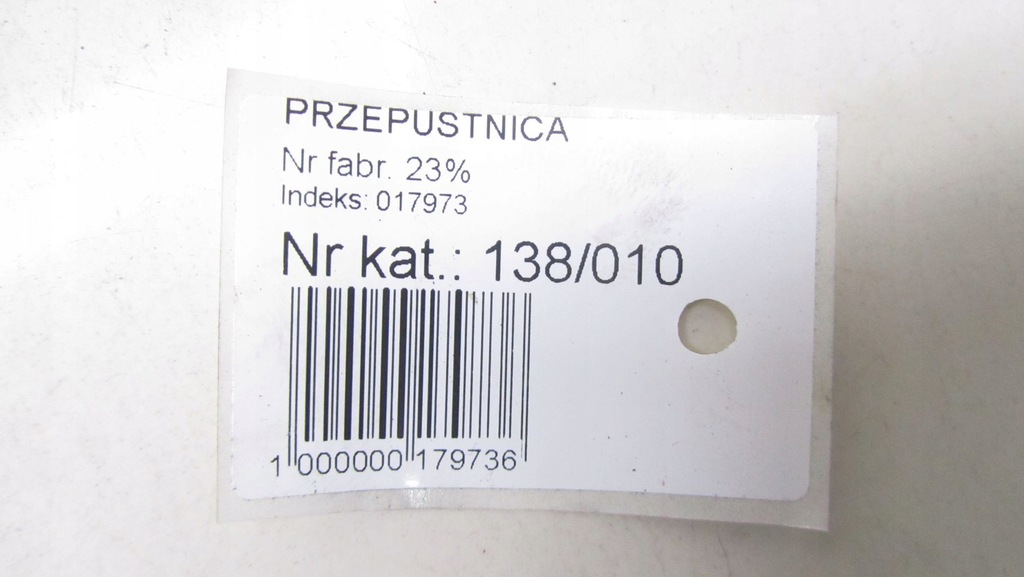 PRZEPUSTNICA
Nr fabr. 23%
Indeks: 017973
Nr kat.: 138/010
1 000000 179736